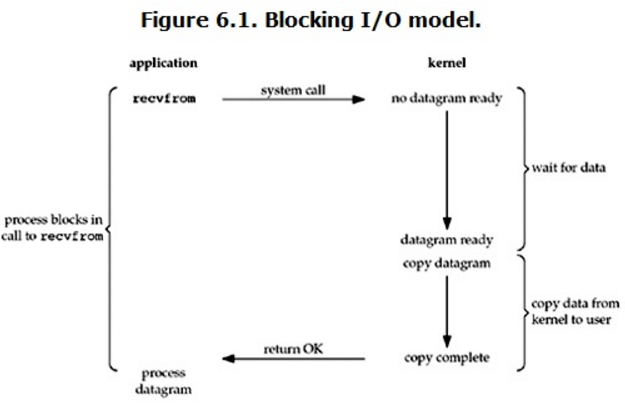 Figure 6.1. Blocking I/O model.
application
kernel
recvfrom
system call
no datagram ready
wait for data
process blocks in
call to recvfrom
datagram ready
copy datagram
copy data from
kernel to user
return OK
copy complete
process
datagram